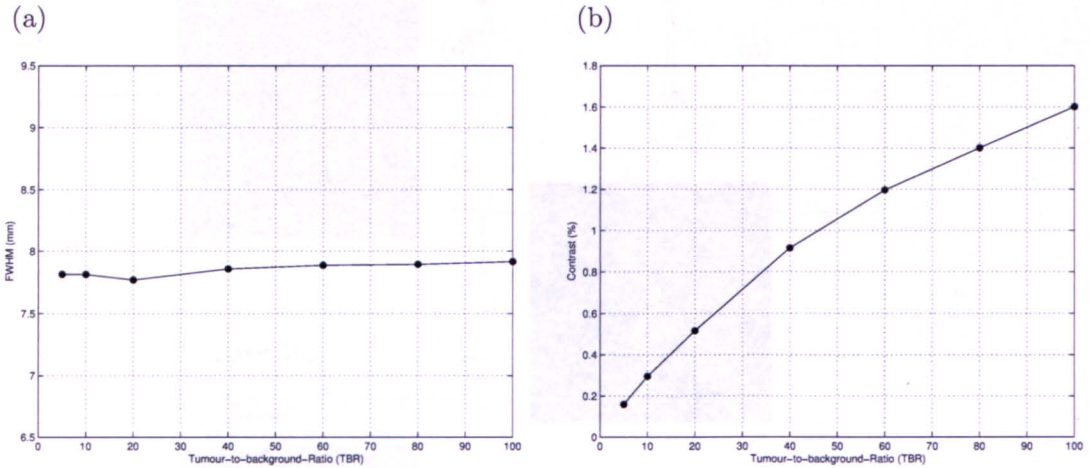 (a)
(b)
9.5
9
8.5
8
7.5
7
6.5
FWHM (mm)
0 10 20 30 40 50 60 70 80 90 100
Tumour-to-background-Ratio (TBR)
1.8
1.6
1.4
1.2
1
0.8
0.6
0.4
0.2
0
Contrast (%)
0 10 20 30 40 50 60 70 80 90 100
Tumour-to-background-Ratio (TBR)